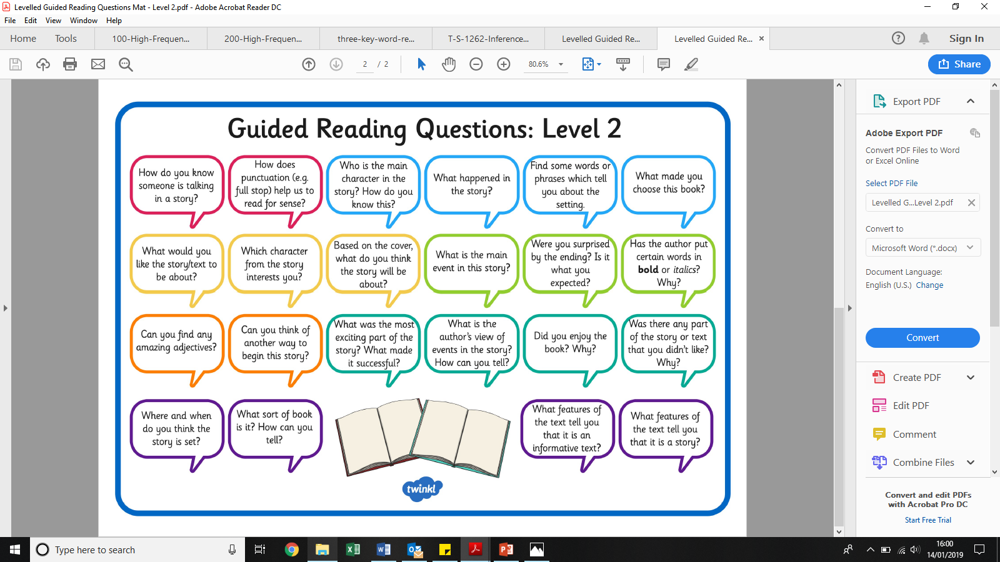 Levelled Guided Reading Questions Mat - Level 2.pdf - Adobe Acrobat Reader DC
File Edit View Window Help
Home Tools 100-High-Frequen... 200-High-Frequen... three-key-word-re... T-S-1262-Inference... Levelled Guided Re... Levelled Guided Re... Sign In
2 / 2 80.6% Share
Guided Reading Questions: Level 2
How do you know
someone is talking
in a story?
How does
punctuation (e.g.
full stop) help us to
read for sense?
Who is the main
character in the
story? How do you
know this?
What happened in
the story?
Find some words or
phrases which tell
you about the
setting.
What made you
choose this book?
What would you
like the story/text to
be about?
Which character
from the story
interests you?
Based on the cover,
what do you think
the story will be
about?
What is the main
event in this story?
Were you surprised
by the ending? Is it
what you
expected?
Has the author put
certain words in
bold or italics?
Why?
Can you find any
amazing adjectives?
Can you think of
another way to
begin this story?
What was the most
exciting part of the
story? What made
it successful?
What is the
author's view of
events in the story?
How can you tell?
Did you enjoy the
book? Why?
Was there any part
of the story or text
that you didn't like?
Why?
Where and when
do you think the
story is set?
What sort of book
is it? How can you
tell?
What features of
the text tell you
that it is an
informative text?
What features of
the text tell you
that it is a story?
twinkl
Export PDF
Adobe Export PDF
Convert PDF Files to Word
or Excel Online
Select PDF File
Levelled G...Level 2.pdf
Convert to
Microsoft Word (*.docx)
Document Language:
English (U.S.) Change
Convert
Create PDF
Edit PDF
Comment
Combine Files
Convert and edit PDFs
with Acrobat Pro DC
Start Free Trial
Type here to search
16:00
14/01/2019